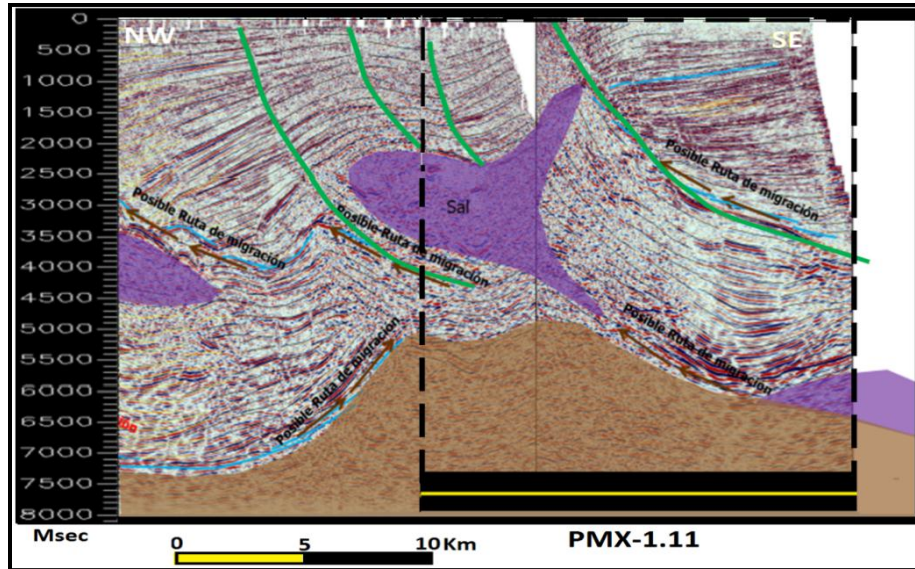 0
NW
SE
500
1000
1500
2000
2500
3000
3500
4000
4500
5000
5500
6000
6500
7000
7500
8000
Posible Ruta de migración
Sal
Posible Ruta de migración
Posible Ruta de migración
Posible Ruta de migración
Posible Ruta de migración
Msec
0
5
10 Km
PMX-1.11